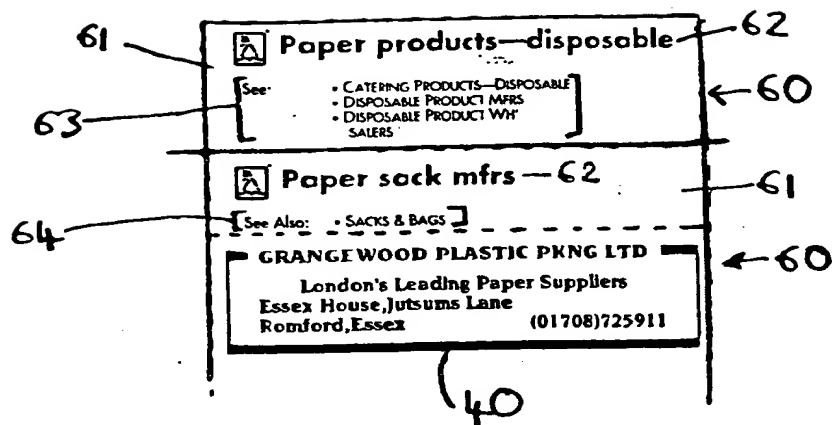 61 Paper products—disposable 62
See · CATERING PRODUCTS—DISPOSABLE
· DISPOSABLE PRODUCT MFRS
· DISPOSABLE PRODUCT WH'
SALERS
60
63
Paper sack mfrs — 62
61
See Also: · SACKS & BAGS
64
GRANGEWOOD PLASTIC PKNG LTD
60
London's Leading Paper Suppliers
Essex House,Jutsums Lane
Romford,Essex (01708)725911
40